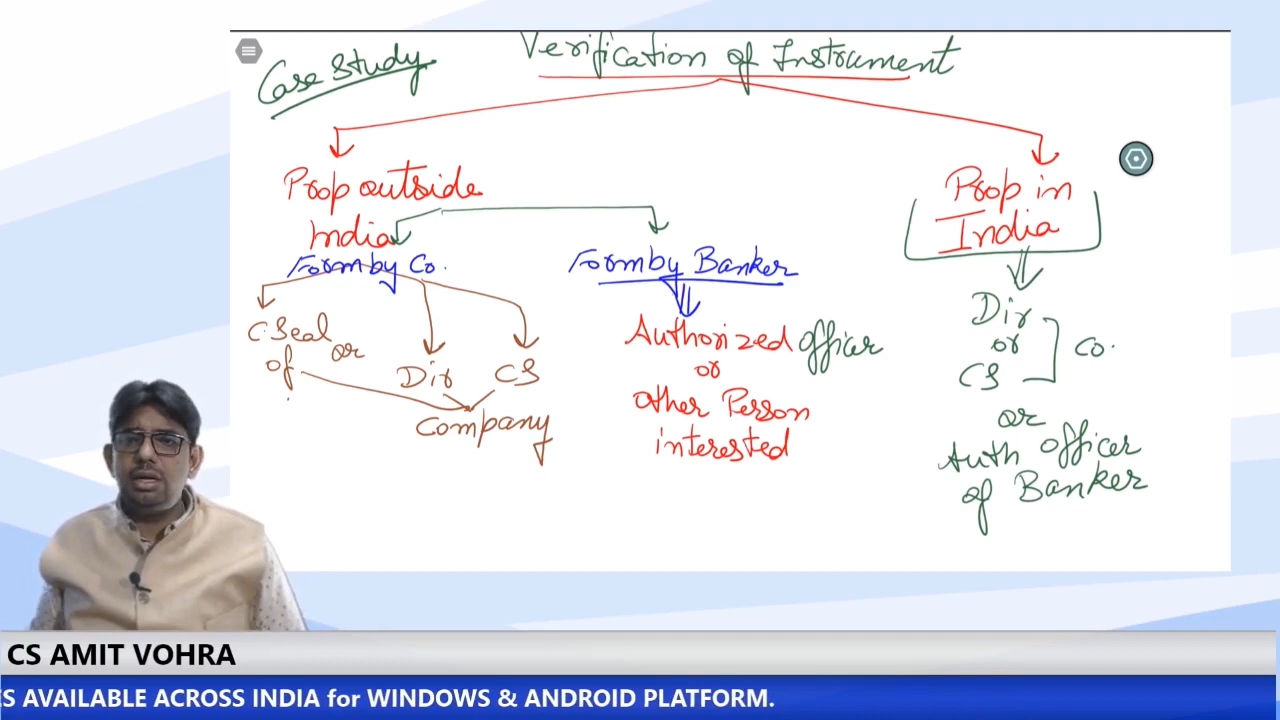 Case Study
Verification of Instrument
Prop outside
India
Form by Co.
C. Seal
or
of
Dir
CS
Company
Form by Banker
Authorized officer
or
Other Person
interested
Prop in
India
Dir
or
CS
Co.
or
Auth officer
of Banker
CS AMIT VOHRA
ES AVAILABLE ACROSS INDIA for WINDOWS & ANDROID PLATFORM.